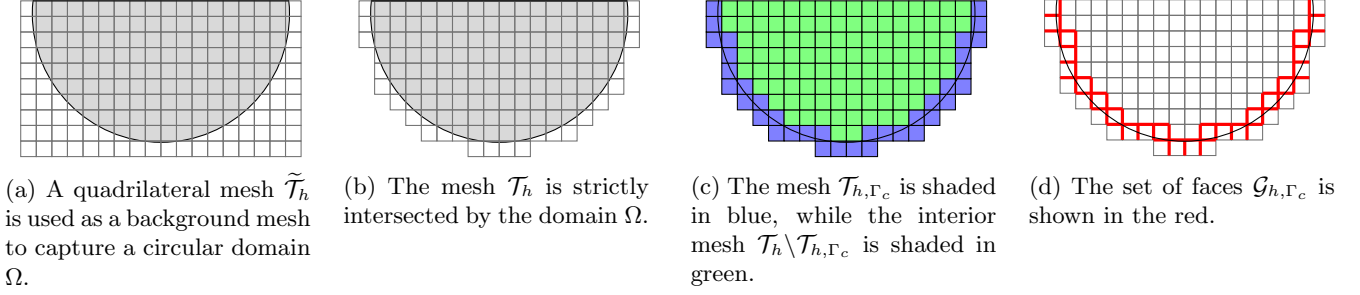 (a) A quadrilateral mesh $\widetilde{\mathcal{T}}_h$
is used as a background mesh
to capture a circular domain
Ω.
(b) The mesh $\mathcal{T}_h$ is strictly
intersected by the domain Ω.
(c) The mesh $\mathcal{T}_{h,\Gamma_c}$ is shaded
in blue, while the interior
mesh $\mathcal{T}_h \backslash \mathcal{T}_{h,\Gamma_c}$ is shaded in
green.
(d) The set of faces $\mathcal{G}_{h,\Gamma_c}$ is
shown in the red.